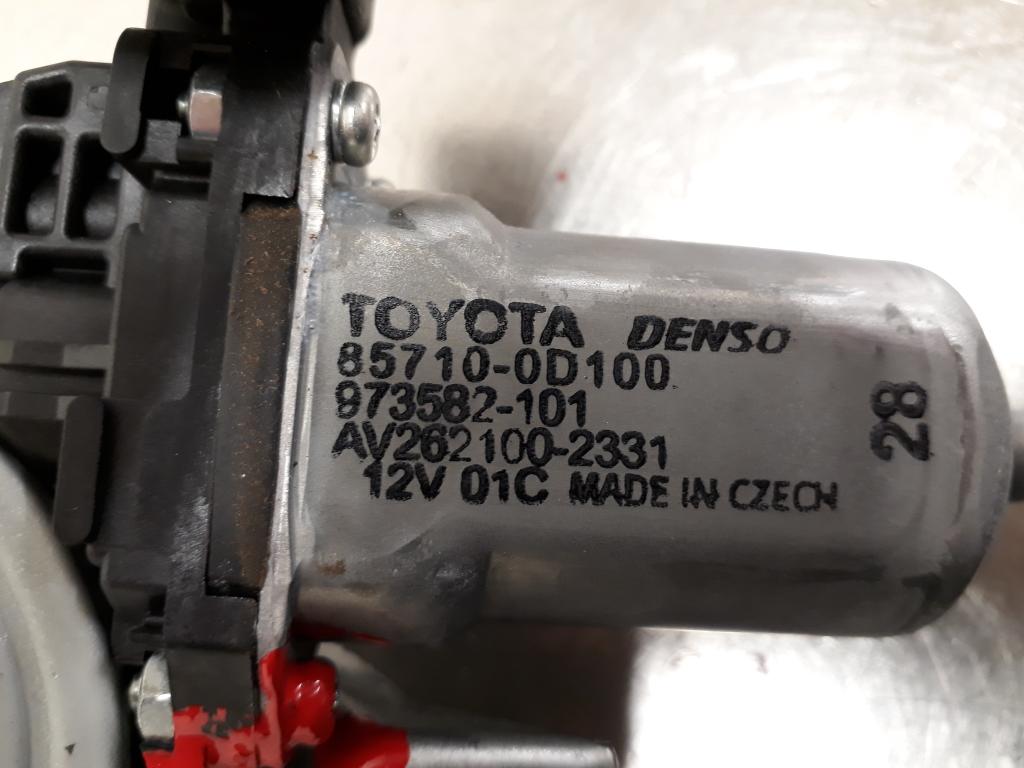 TOYOTA DENSO
85710-0D100
973582-101
AV262100-2331
12V 01C MADE IN CZECH
28